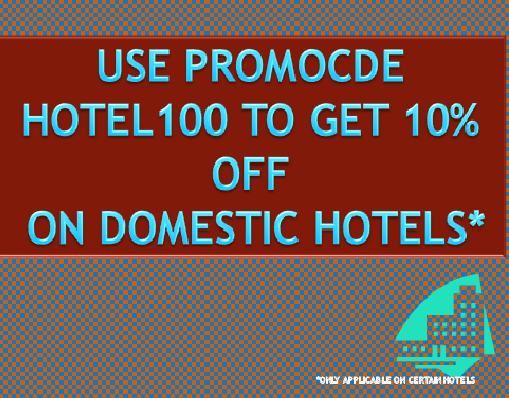 USE PROMOCDE
HOTEL100 TO GET 10%
OFF
ON DOMESTIC HOTELS*
*ONLY APPLICABLE ON CERTAIN HOTELS